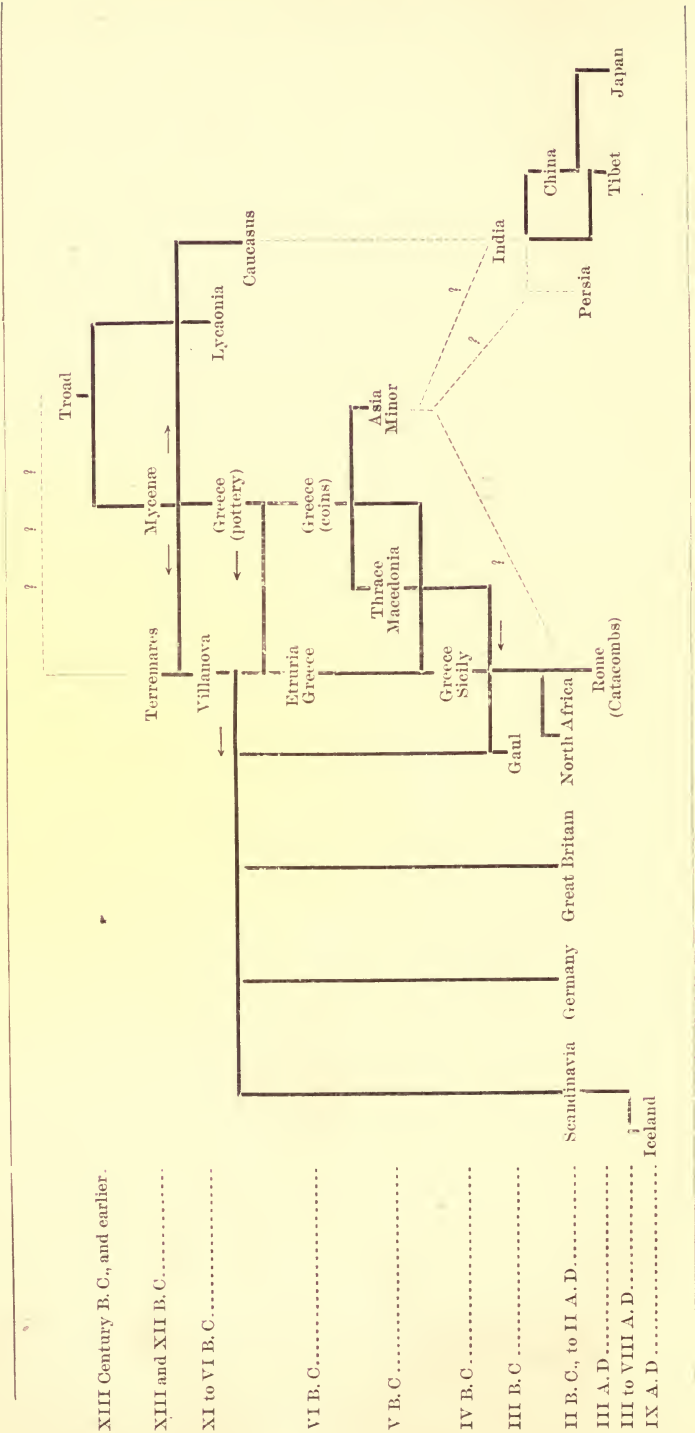 XIII Century B. C., and earlier.
Troad
? ? ?
XIII and XII B. C.............
Terremares
Mycenæ
XI to VI B. C.................
Villanova
Greece
(pottery)
Lycaonia
Caucasus
VI B. C......................
Etruria
Greece
Greece
(coins)
V B. C.......................
Thrace
Macedonia
Asia
Minor
IV B. C......................
Greece
Sicily
III B. C.....................
Gaul
India
?
?
?
II B. C., to II A. D............
Scandinavia
Germany
Great Britain
North Africa
China
Persia
III A. D.....................
Rome
(Catacombs)
Tibet
Japan
III to VIII A. D...............
IX A. D......................
Iceland